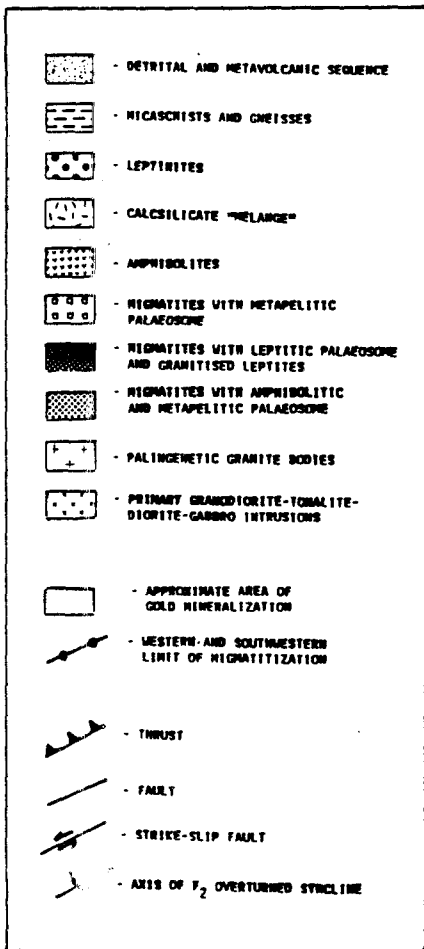 - DETRITAL AND METAVOLCANIC SEQUENCE
- MICASCHISTS AND GNEISSES
- LEPTINITES
- CALCSILICATE "MELANGE"
- AMPHIBOLITES
- MIGMATITES WITH METAPELITIC
PALAEOSOME
- MIGMATITES WITH LEPTITIC PALAEOSOME
AND GRANITISED LEPTITES
- MIGMATITES WITH AMPHIBOLITIC
AND METAPELITIC PALAEOSOME
- PALINGENETIC GRANITE BODIES
- PRIMARY GRANODIORITE-TONALITE-
DIORITE-GABBRO INTRUSIONS
- APPROXIMATE AREA OF
GOLD MINERALIZATION
- WESTERN-AND SOUTHWESTERN
LIMIT OF MIGMATITIZATION
- THRUST
- FAULT
- STRIKE-SLIP FAULT
- AXIS OF F2 OVERTURNED SYNCLINE